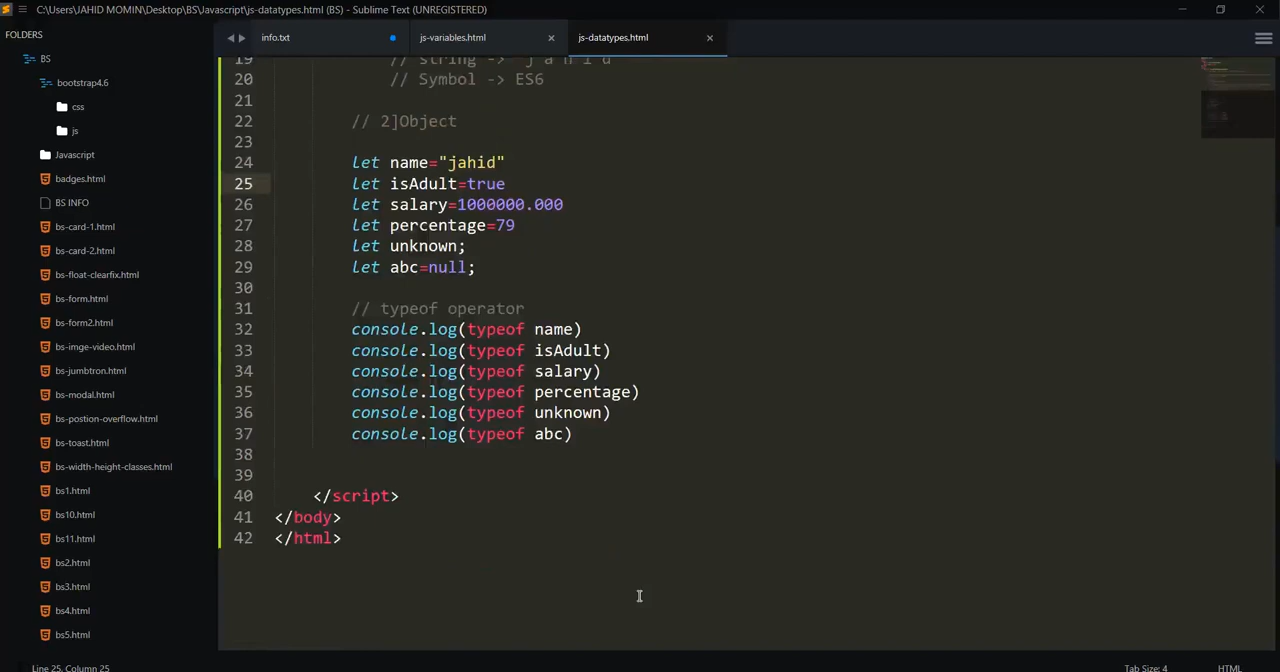 C:\Users\JAHID MOMIN\Desktop\BS\Javascript\js-datatypes.html (BS) - Sublime Text (UNREGISTERED)
FOLDERS
BS
bootstrap4.6
css
js
Javascript
badges.html
BS INFO
bs-card-1.html
bs-card-2.html
bs-float-clearfix.html
bs-form.html
bs-form2.html
bs-imge-video.html
bs-jumbtron.html
bs-modal.html
bs-postion-overflow.html
bs-toast.html
bs-width-height-classes.html
bs1.html
bs10.html
bs11.html
bs2.html
bs3.html
bs4.html
bs5.html
info.txt
js-variables.html
js-datatypes.html
19 // string -> j a h i d
20 // Symbol -> ES6
21
22 // 2]Object
23
24 let name="jahid"
25 let isAdult=true
26 let salary=1000000.000
27 let percentage=79
28 let unknown;
29 let abc=null;
30
31 // typeof operator
32 console.log(typeof name)
33 console.log(typeof isAdult)
34 console.log(typeof salary)
35 console.log(typeof percentage)
36 console.log(typeof unknown)
37 console.log(typeof abc)
38
39
40 </script>
41 </body>
42 </html>
Line 25, Column 25
Tab Size: 4
HTML